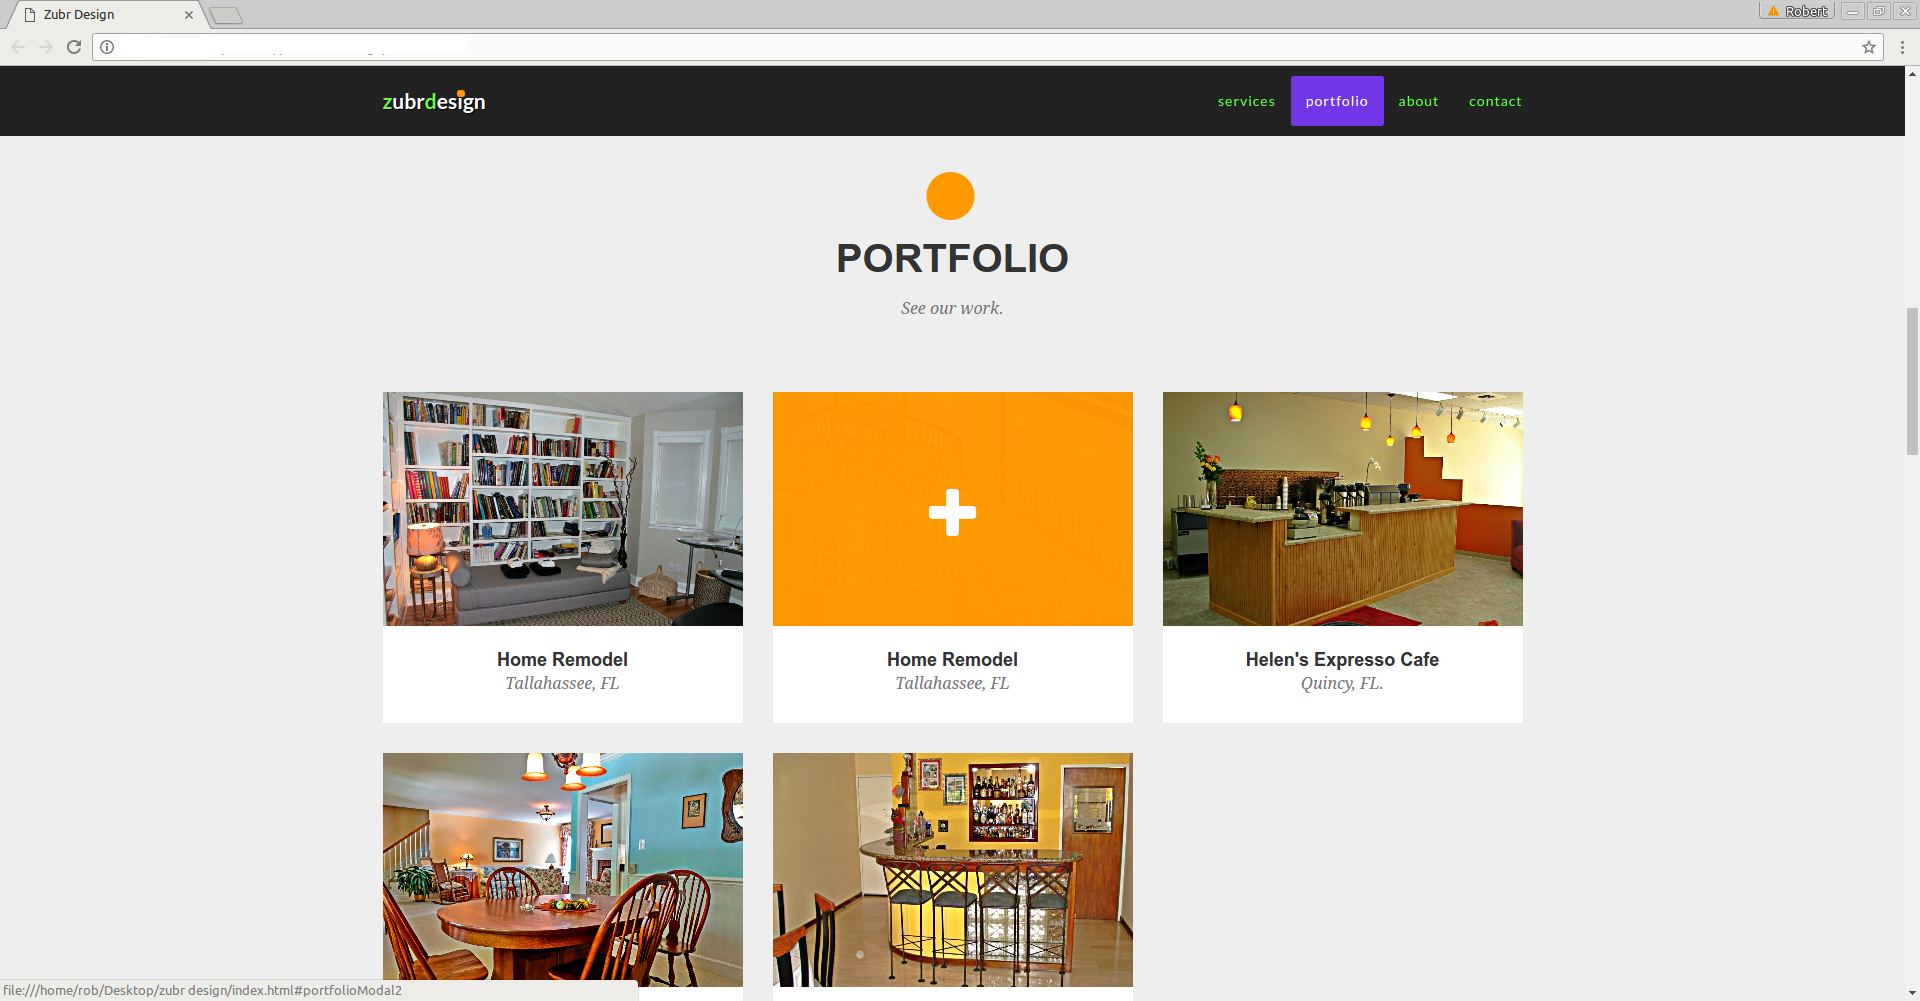 Zubr Design
Robert
zubrdesign
services
portfolio
about
contact
PORTFOLIO
See our work.
Home Remodel
Tallahassee, FL
Home Remodel
Tallahassee, FL
Helen's Expresso Cafe
Quincy, FL.
file:///home/rob/Desktop/zubr design/index.html#portfolioModal2